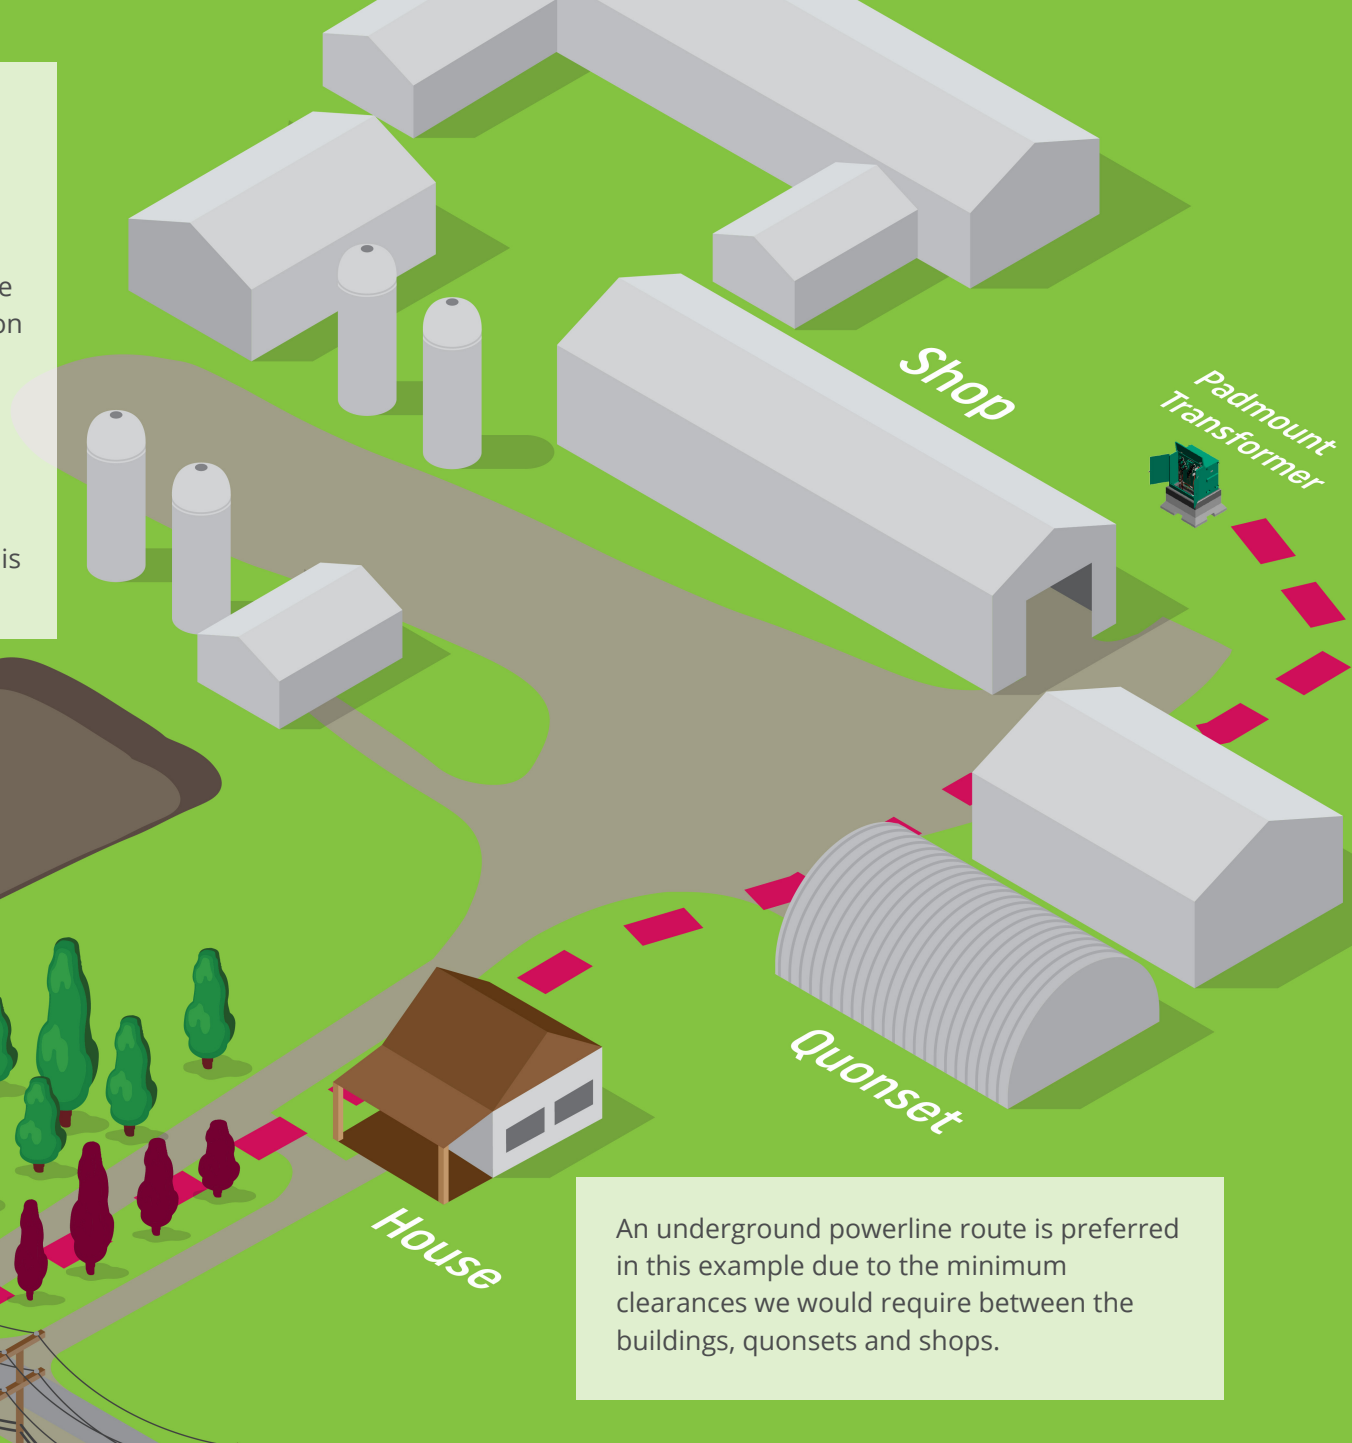 e
on
is
Shop
Padmount
Transformer
Quonset
House
An underground powerline route is preferred
in this example due to the minimum
clearances we would require between the
buildings, quonsets and shops.